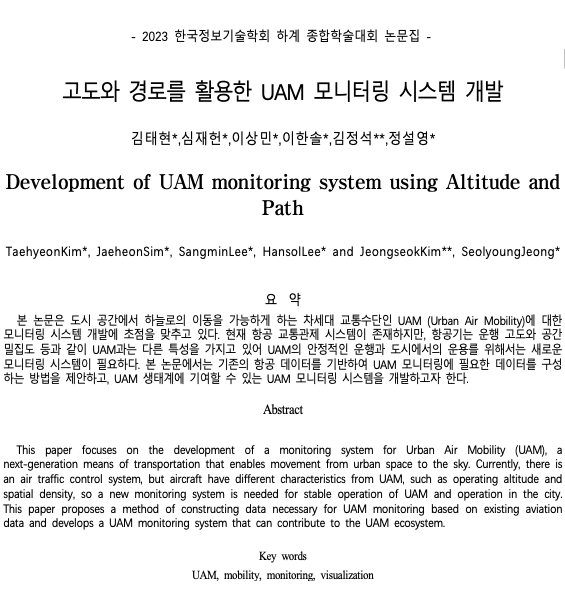 - 2023 한국정보기술학회 하계 종합학술대회 논문집 -
고도와 경로를 활용한 UAM 모니터링 시스템 개발
김태현*,심재헌*,이상민*,이한솔*,김정석**,정설영*
Development of UAM monitoring system using Altitude and
Path
TaehyeonKim*, JaeheonSim*, SangminLee*, HansolLee* and JeongseokKim**, SeolyoungJeong*
요 약
본 논문은 도시 공간에서 하늘로의 이동을 가능하게 하는 차세대 교통수단인 UAM (Urban Air Mobility)에 대한
모니터링 시스템 개발에 초점을 맞추고 있다. 현재 항공 교통관제 시스템이 존재하지만, 항공기는 운행 고도와 공간
밀집도 등과 같이 UAM과는 다른 특성을 가지고 있어 UAM의 안정적인 운행과 도시에서의 운용를 위해서는 새로운
모니터링 시스템이 필요하다. 본 논문에서는 기존의 항공 데이터를 기반하여 UAM 모니터링에 필요한 데이터를 구성
하는 방법을 제안하고, UAM 생태계에 기여할 수 있는 UAM 모니터링 시스템을 개발하고자 한다.
Abstract
This paper focuses on the development of a monitoring system for Urban Air Mobility (UAM), a
next-generation means of transportation that enables movement from urban space to the sky. Currently, there is
an air traffic control system, but aircraft have different characteristics from UAM, such as operating altitude and
spatial density, so a new monitoring system is needed for stable operation of UAM and operation in the city.
This paper proposes a method of constructing data necessary for UAM monitoring based on existing aviation
data and develops a UAM monitoring system that can contribute to the UAM ecosystem.
Key words
UAM, mobility, monitoring, visualization